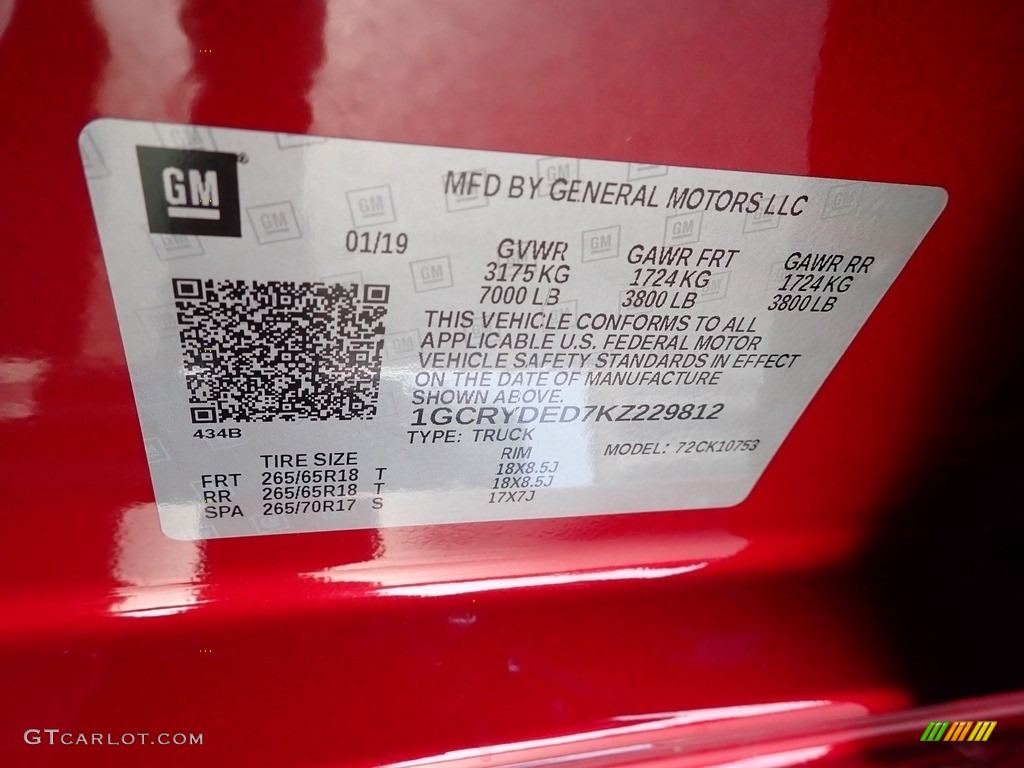 GM
MFD BY GENERAL MOTORS LLC
01/19
GVWR GAWR FRT GAWR RR
3175 KG 1724 KG 1724 KG
7000 LB 3800 LB 3800 LB
THIS VEHICLE CONFORMS TO ALL
APPLICABLE U.S. FEDERAL MOTOR
VEHICLE SAFETY STANDARDS IN EFFECT
ON THE DATE OF MANUFACTURE
SHOWN ABOVE.
1GCRYDED7KZ229812
434B
TYPE: TRUCK MODEL: 72CK10753
TIRE SIZE RIM
FRT 265/65R18 T 18X8.5J
RR 265/65R18 T 18X8.5J
SPA 265/70R17 S 17X7J
GTCARLOT.COM